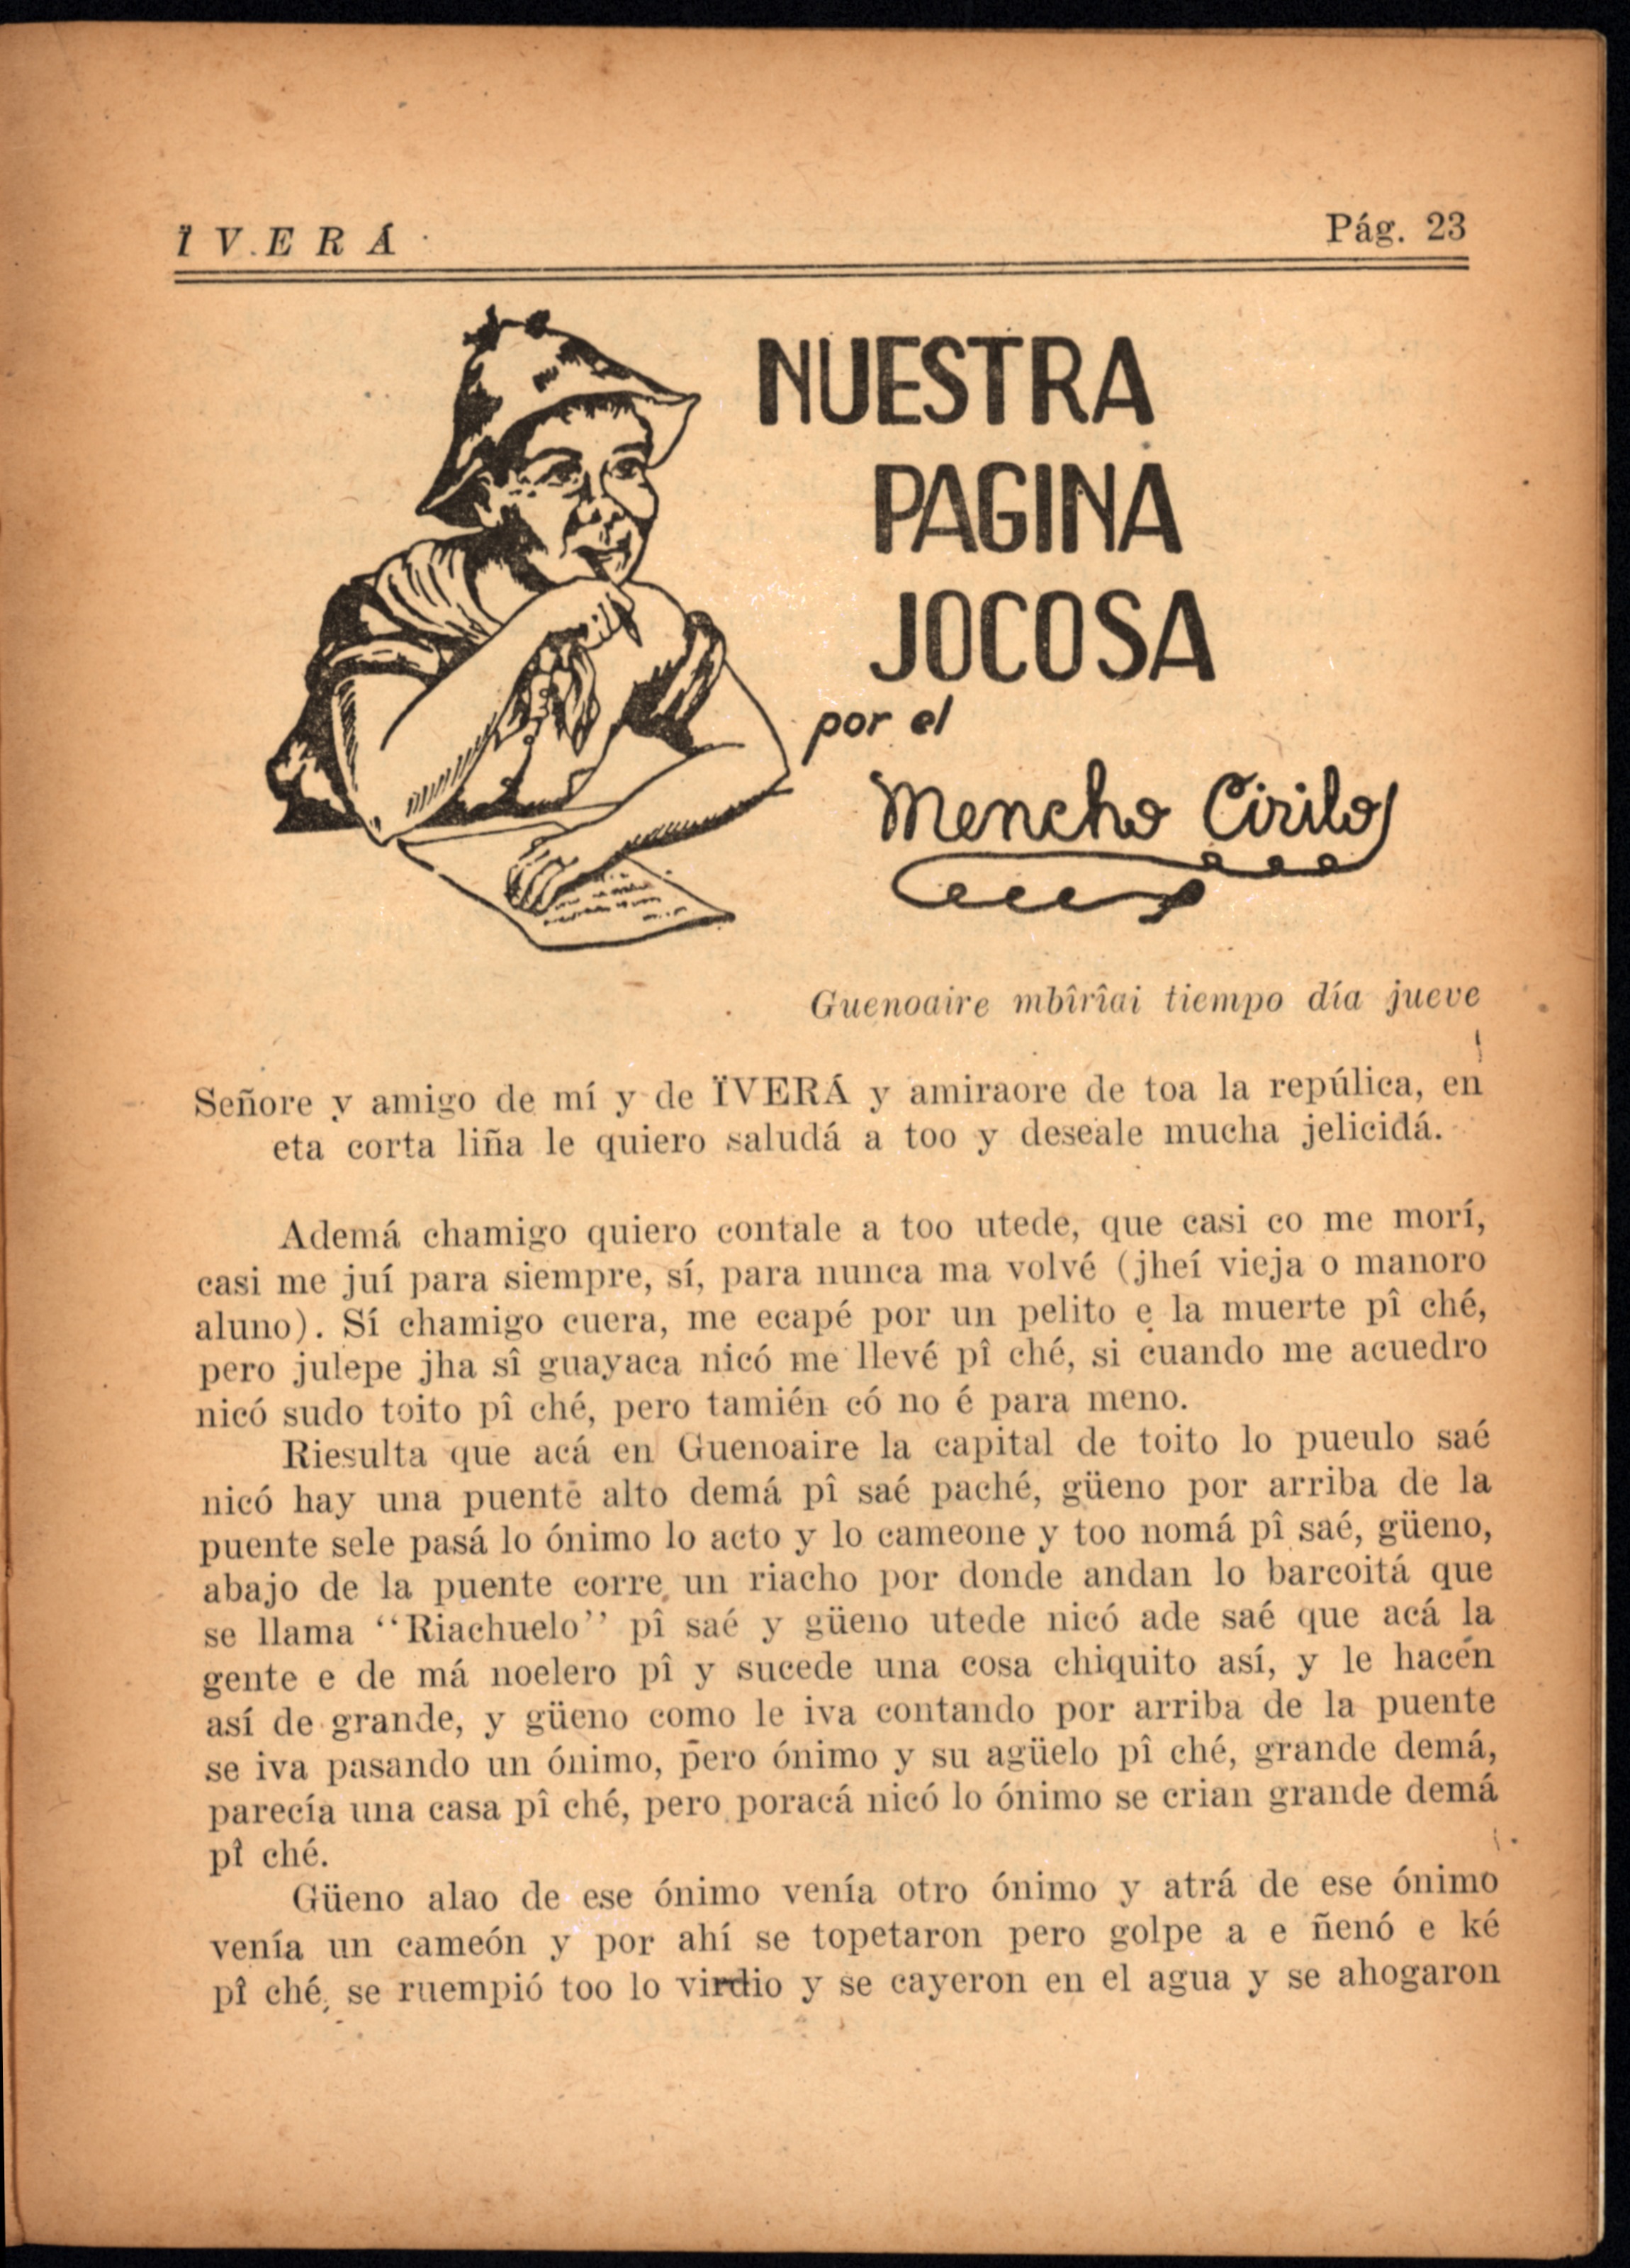 ÏVERÁ
Pág. 23
NUESTRA
PAGINA
JOCOSA
por el
Mencho Cirilo
Guenoaire mbîrîai tiempo día jueve
Señore y amigo de mí y de ÏVERÁ y amiraore de toa la repúlica, en
eta corta liña le quiero saludá a too y deseale mucha jelicidá.
Ademá chamigo quiero contale a too utede, que casi co me morí,
casi me juí para siempre, sí, para nunca ma volvé (jheí vieja o manoro
aluno). Sí chamigo cuera, me ecapé por un pelito e la muerte pî ché,
pero julepe jha sî guayaca nicó me llevé pî ché, si cuando me acuedro
nicó sudo toito pî ché, pero tamién có no é para meno.
Riesulta que acá en Guenoaire la capital de toito lo pueulo saé
nicó hay una puente alto demá pî saé paché, güeno por arriba de la
puente sele pasá lo ónimo lo acto y lo cameone y too nomá pî saé, güeno,
abajo de la puente corre un riacho por donde andan lo barcoitá que
se llama “Riachuelo” pî saé y güeno utede nicó ade saé que acá la
gente e de má noelero pî y sucede una cosa chiquito así, y le hacén
así de grande, y güeno como le iva contando por arriba de la puente
se iva pasando un ónimo, pero ónimo y su agüelo pî ché, grande demá,
parecía una casa pî ché, pero poracá nicó lo ónimo se crian grande demá
pî ché.
Güeno alao de ese ónimo venía otro ónimo y atrá de ese ónimo
venía un cameón y por ahí se topetaron pero golpe a e ñenó e ké
pî ché, se ruempió too lo virdio y se cayeron en el agua y se ahogaron